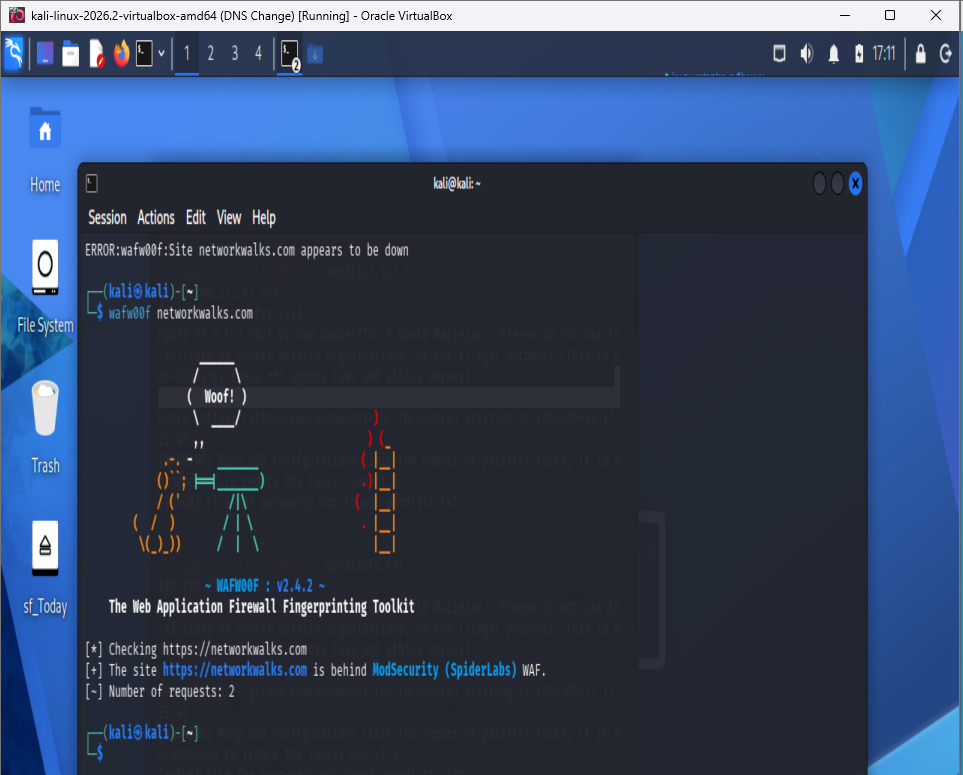 kali-linux-2026.2-virtualbox-amd64 (DNS Change) [Running] - Oracle VirtualBox
1 2 3 4 2 17:11
Home
File System
Trash
sf_Today
kali@kali: ~
Session Actions Edit View Help
ERROR:wafw00f:Site networkwalks.com appears to be down
(kali㉿kali)-[~]
$ wafw00f networkwalks.com
Woof!
~ WAFW00F : v2.4.2 ~
The Web Application Firewall Fingerprinting Toolkit
[*] Checking https://networkwalks.com
[+] The site https://networkwalks.com is behind ModSecurity (SpiderLabs) WAF.
[~] Number of requests: 2
(kali㉿kali)-[~]
$